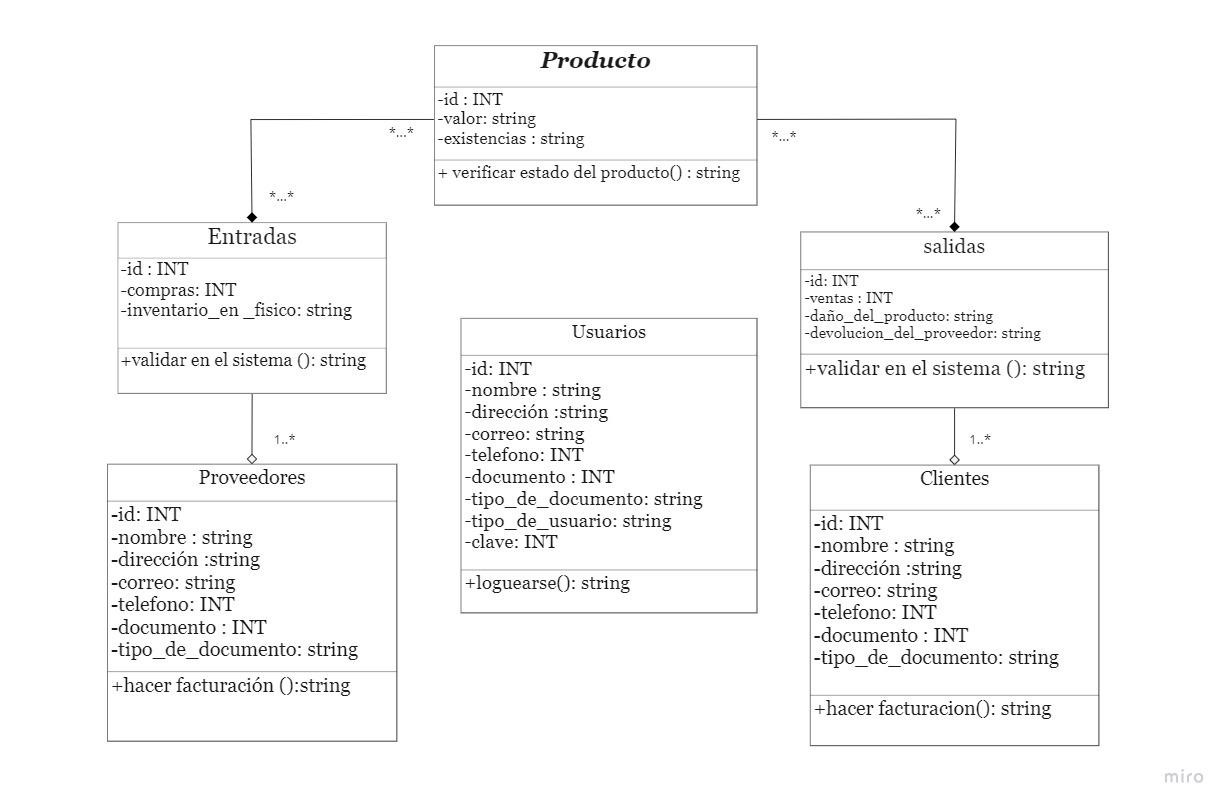 Producto
-id : INT
-valor: string
-existencias : string
+ verificar estado del producto() : string
*...*
*...*
*...*
*...*
Entradas
-id : INT
-compras: INT
-inventario_en _fisico: string
+validar en el sistema (): string
salidas
-id: INT
-ventas : INT
-daño_del_producto: string
-devolucion_del_proveedor: string
+validar en el sistema (): string
Usuarios
-id: INT
-nombre : string
-dirección :string
-correo: string
-telefono: INT
-documento : INT
-tipo_de_documento: string
-tipo_de_usuario: string
-clave: INT
+loguearse(): string
1..*
1..*
Proveedores
-id: INT
-nombre : string
-dirección :string
-correo: string
-telefono: INT
-documento : INT
-tipo_de_documento: string
+hacer facturación ():string
Clientes
-id: INT
-nombre : string
-dirección :string
-correo: string
-telefono: INT
-documento : INT
-tipo_de_documento: string
+hacer facturacion(): string
miro